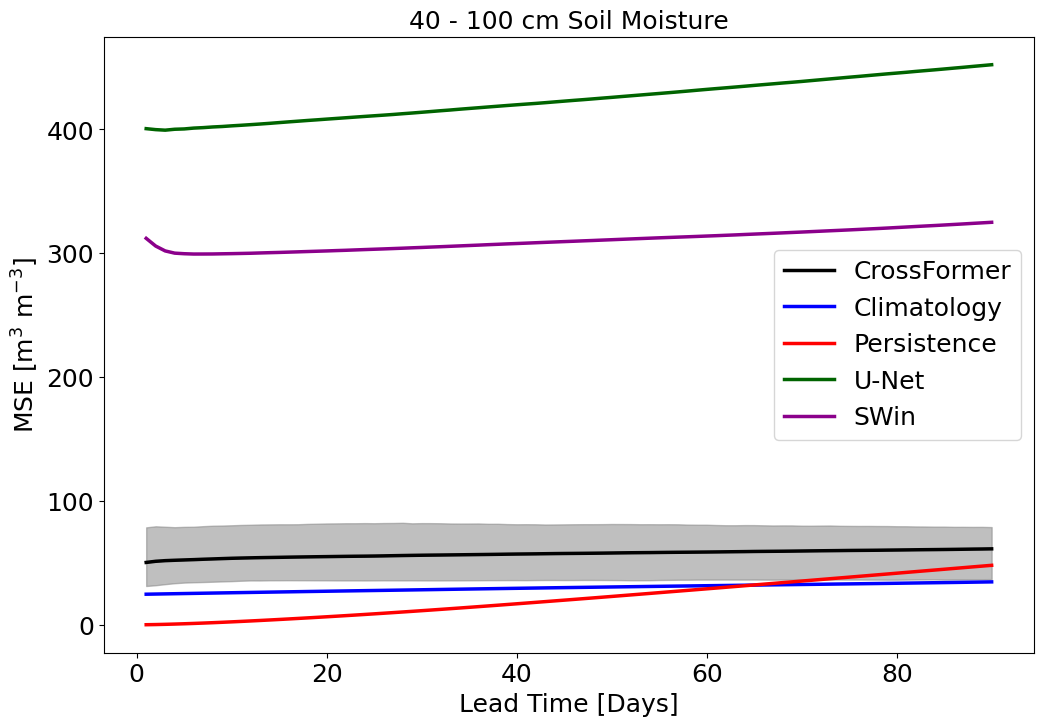 40 - 100 cm Soil Moisture
MSE [m³ m⁻³]
400
300
200
100
0
CrossFormer
Climatology
Persistence
U-Net
SWin
0 20 40 60 80
Lead Time [Days]